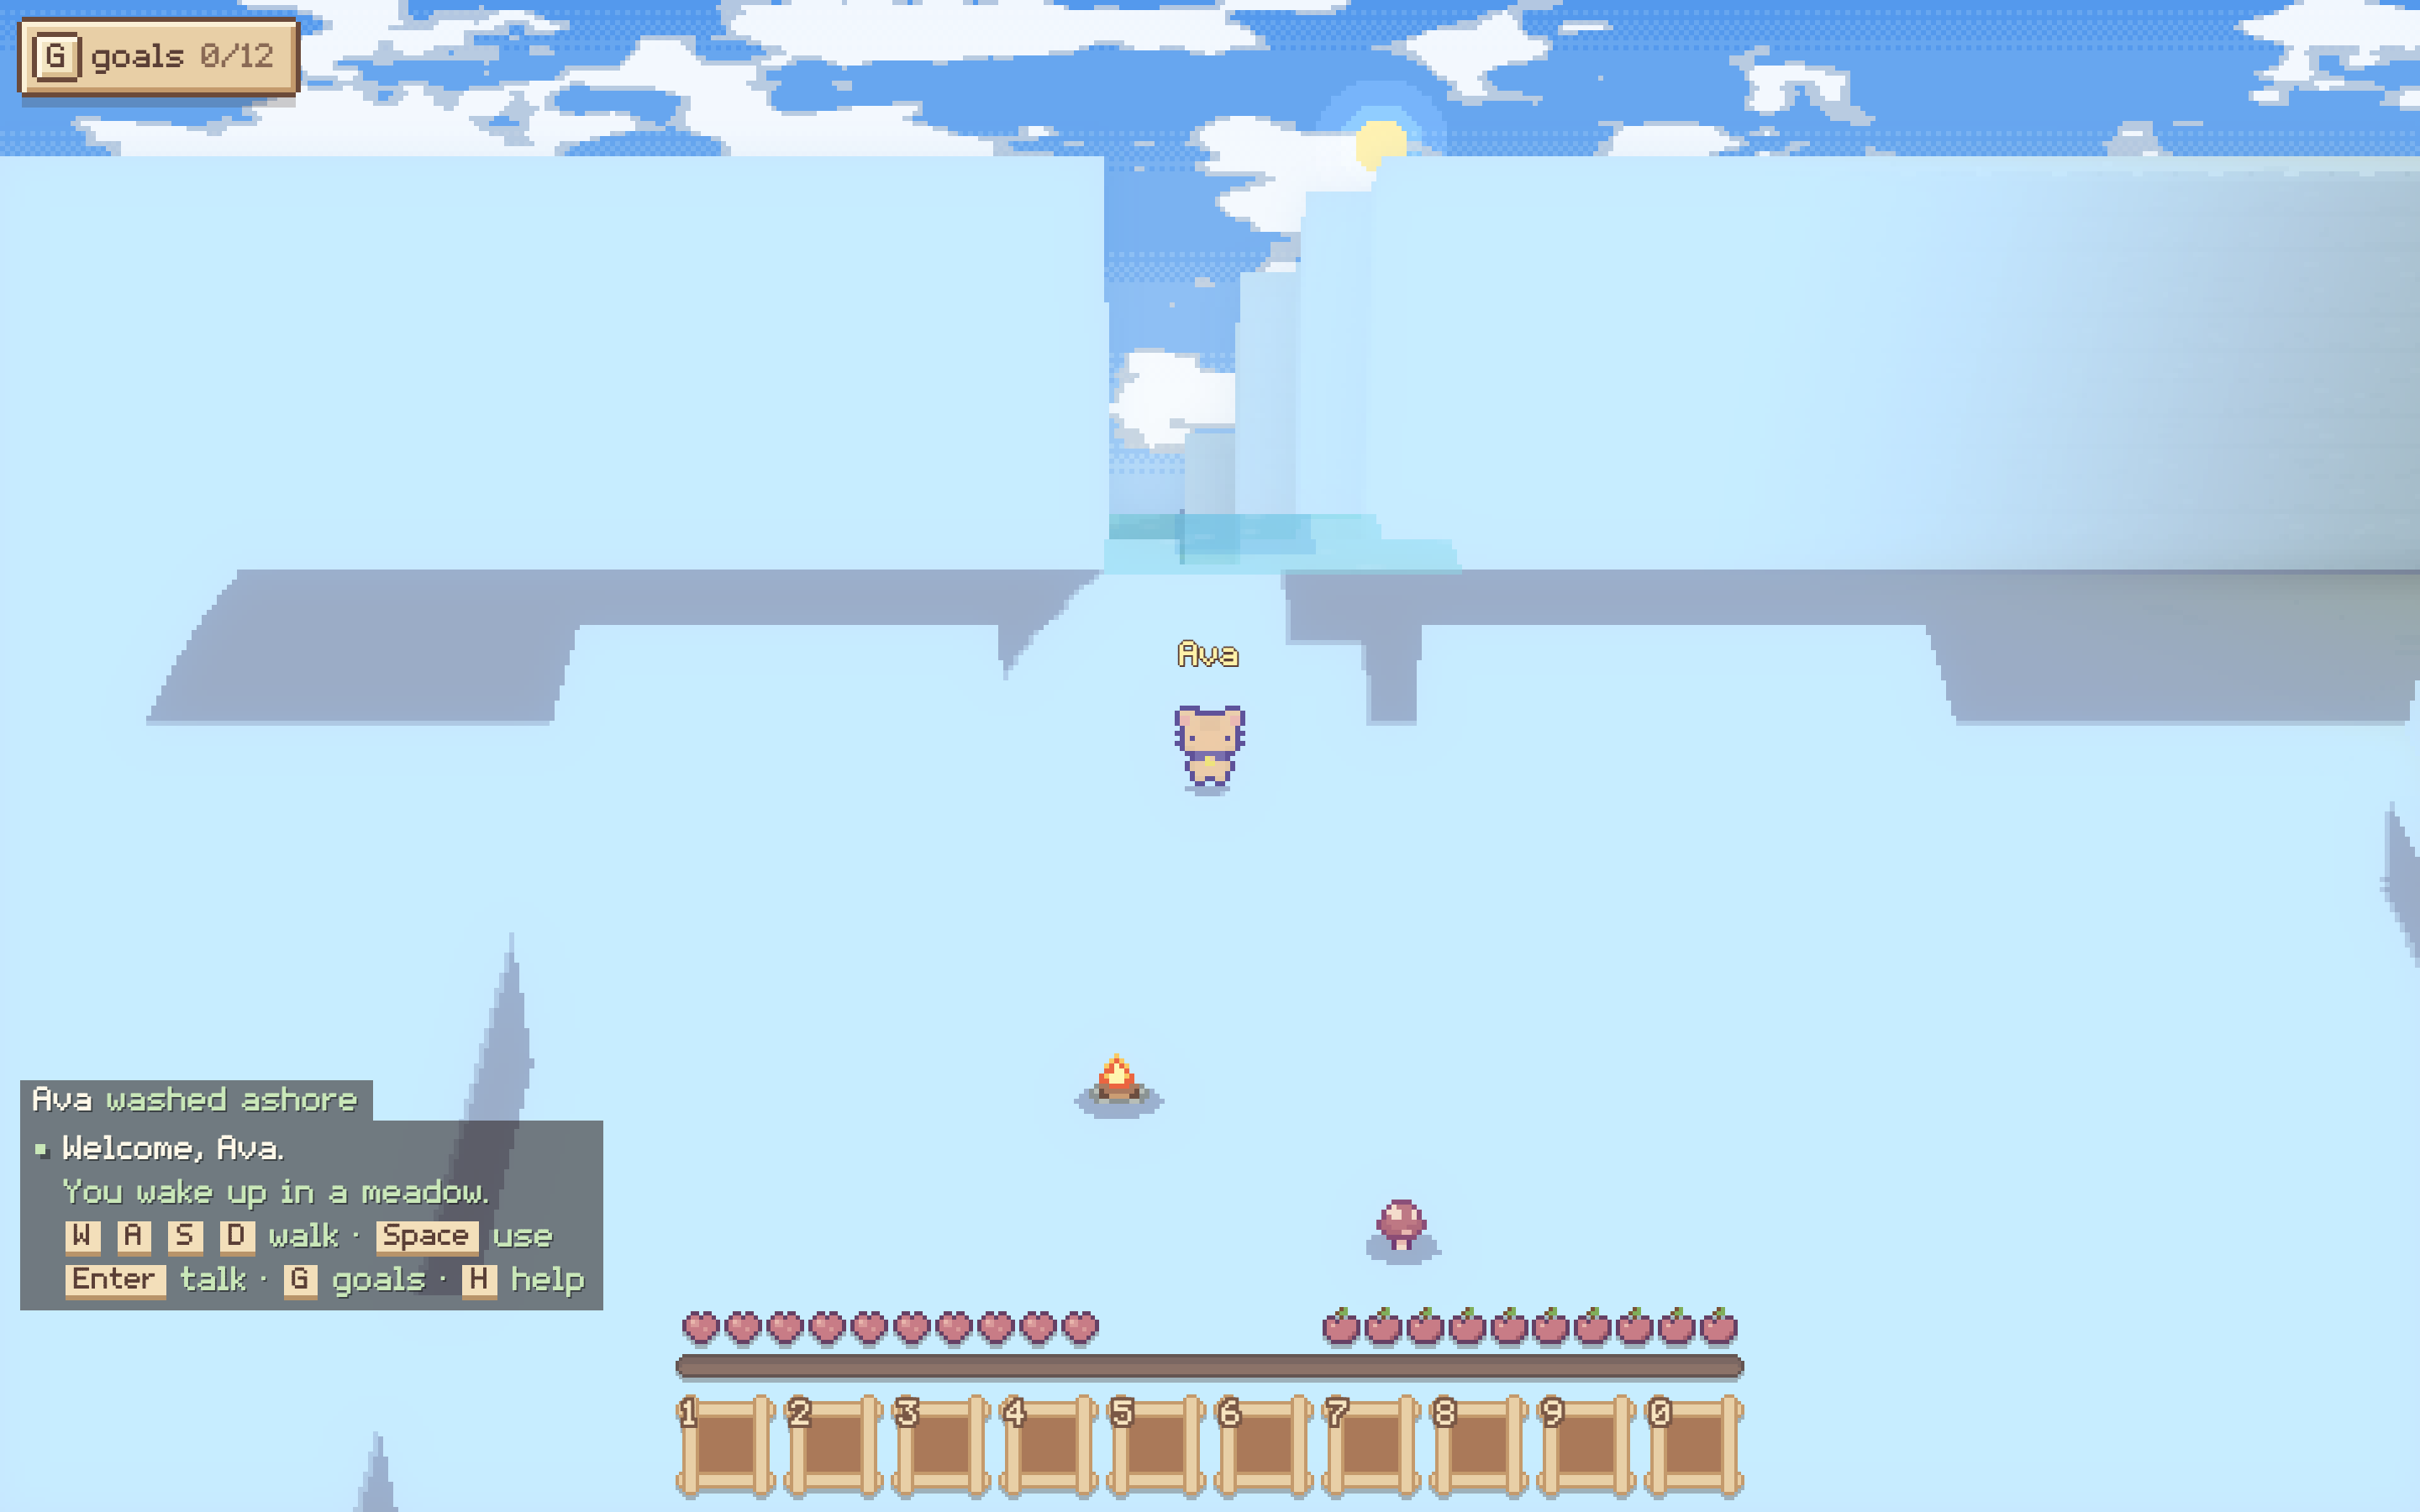 G goals 0/12
Ava
Ava washed ashore
Welcome, Ava.
You wake up in a meadow.
W A S D walk · Space use
Enter talk · G goals · H help
1 2 3 4 5 6 7 8 9 0